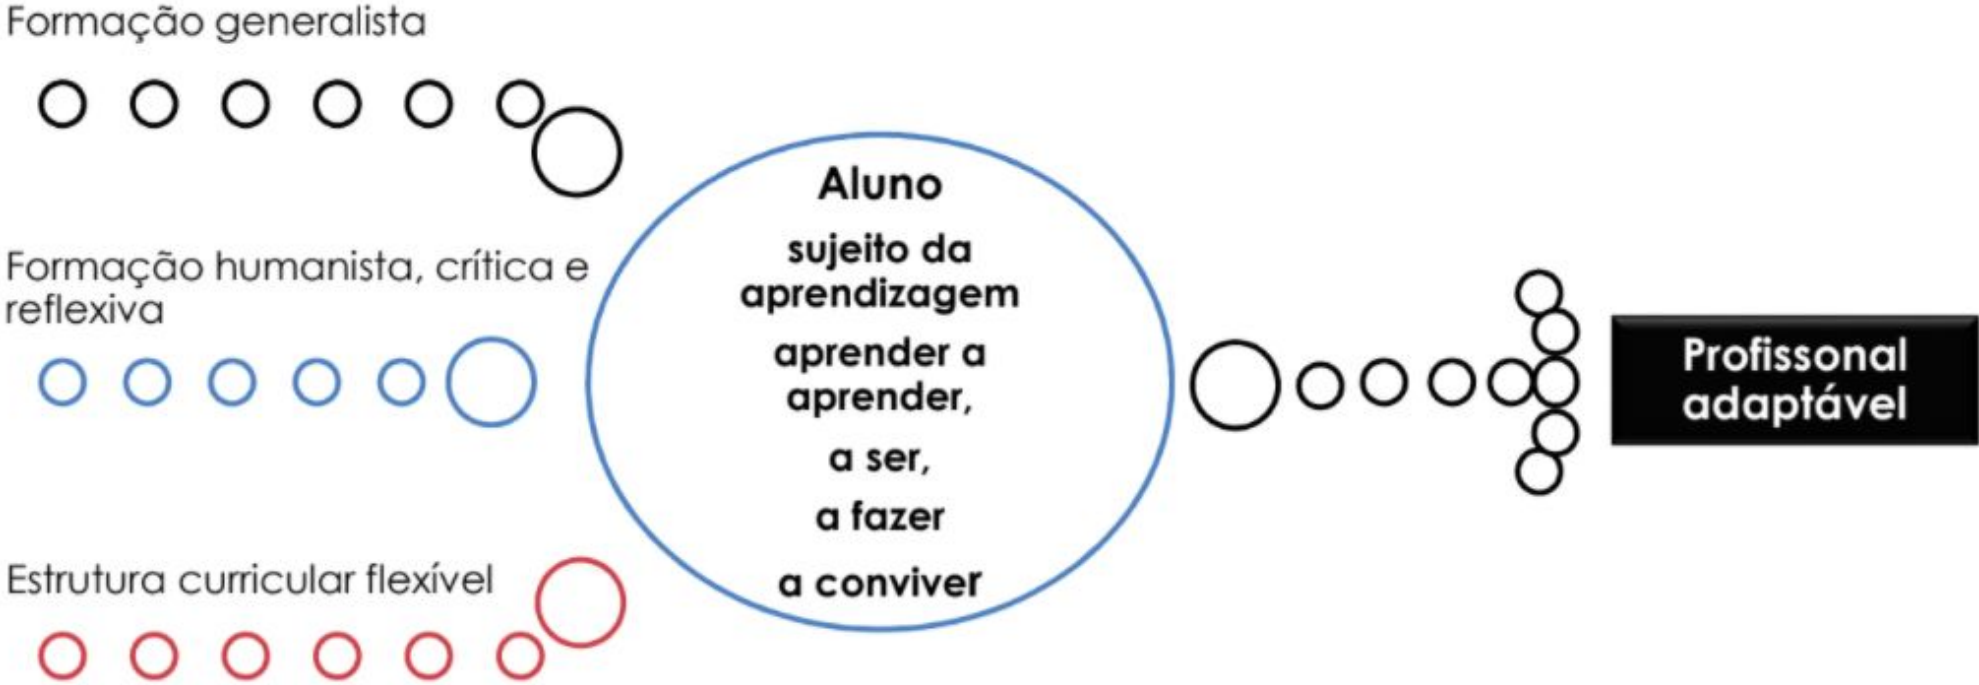 Formação generalista
Formação humanista, crítica e
reflexiva
Estrutura curricular flexível
Aluno
sujeito da
aprendizagem
aprender a
aprender,
a ser,
a fazer
a conviver
Profissonal
adaptável